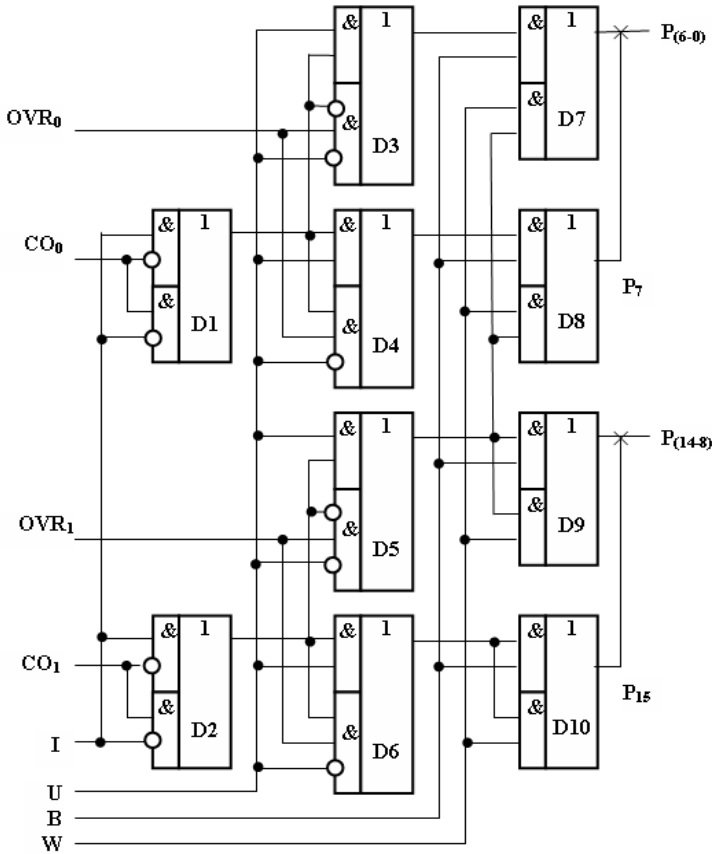 & 1
& D3
& 1
& D7
P(6-0)
OVR0
& 1
& D1
CO0
& 1
& D4
& 1
& D8
P7
& 1
& D5
& 1
& D9
P(14-8)
OVR1
& 1
& D2
CO1
I
& 1
& D6
& 1
& D10
P15
U
B
W